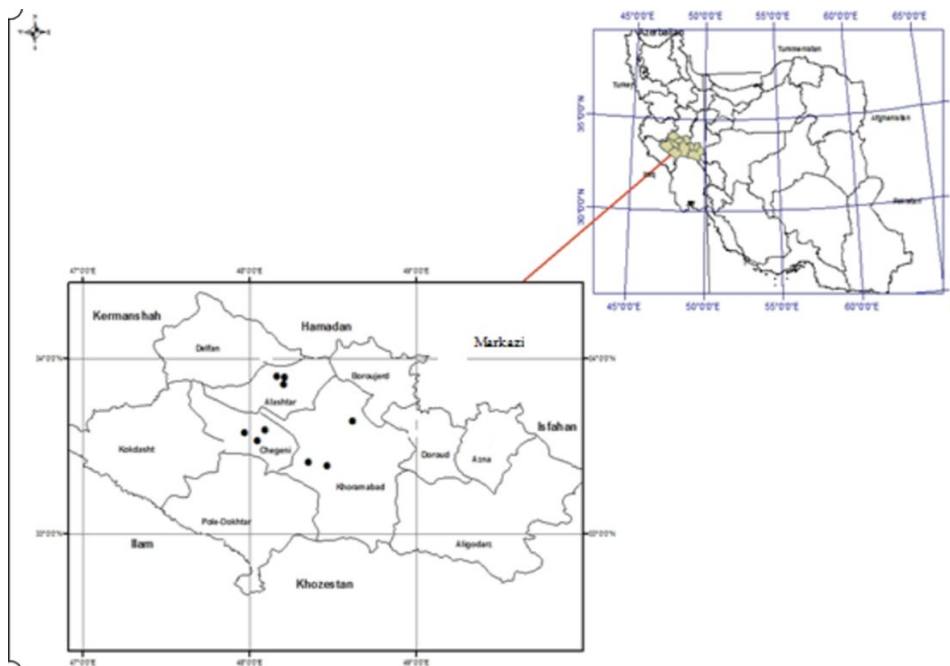 45°0'0"E 50°0'0"E 55°0'0"E 60°0'0"E 65°0'0"E
Azerbaijan
Turkey
35°0'0"N
Afghanistan
Iraq
30°0'0"N
45°0'0"E 50°0'0"E 55°0'0"E 60°0'0"E
47°0'0"E 48°0'0"E 49°0'0"E
Kermanshah
Hamadan
Markazi
Delfan
34°0'0"N 34°0'0"N
Boroujerd
Alashtar
Isfahan
Kokdasht
Chegeni
Doroud
Azna
Khoramabad
Pole-Dokhtar
33°0'0"N 33°0'0"N
Ilam
Aligodarz
Khozestan
47°0'0"E 48°0'0"E 49°0'0"E